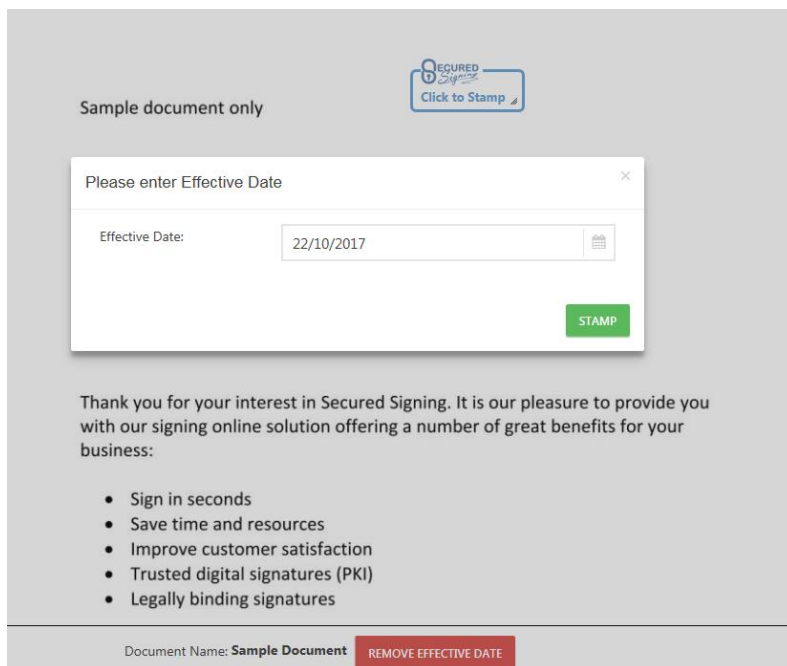 SECURED
Signing
Click to Stamp
Sample document only
Please enter Effective Date
×
Effective Date:
22/10/2017
STAMP
Thank you for your interest in Secured Signing. It is our pleasure to provide you
with our signing online solution offering a number of great benefits for your
business:
• Sign in seconds
• Save time and resources
• Improve customer satisfaction
• Trusted digital signatures (PKI)
• Legally binding signatures
Document Name: Sample Document REMOVE EFFECTIVE DATE